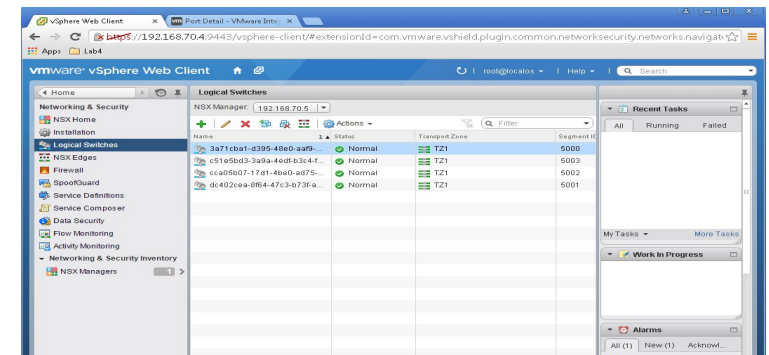 vSphere Web Client
Port Detail - VMware Inte
https://192.168.70.4:9443/vsphere-client/#extensionId=com.vmware.vshield.plugin.common.networksecurity.networks.navigati
Apps Lab4
vmware vSphere Web Client
root@localos
Help
Search
Home
Networking & Security
NSX Home
Installation
Logical Switches
NSX Edges
Firewall
SpoofGuard
Service Definitions
Service Composer
Data Security
Flow Monitoring
Activity Monitoring
Networking & Security Inventory
NSX Managers 1
Logical Switches
NSX Manager: 192.168.70.5
Actions
Filter
Name 1 Status Transport Zone Segment ID
3a71cba1-d395-48e0-aaf9-... Normal TZ1 5000
c51e5bd3-3a9a-4edf-b3c4-f... Normal TZ1 5003
cca05b07-17d1-4be0-ad75-... Normal TZ1 5002
dc402cea-8f64-47c3-b73f-a... Normal TZ1 5001
Recent Tasks
All Running Failed
My Tasks More Tasks
Work In Progress
Alarms
All (1) New (1) Acknowl...